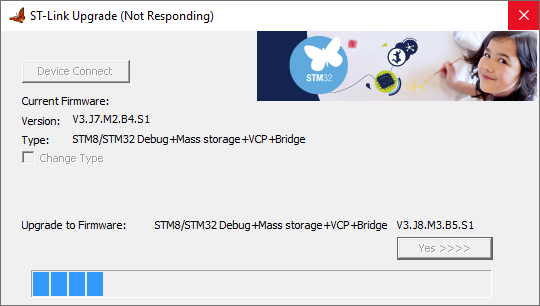 ST-Link Upgrade (Not Responding)
STM32
Device Connect
Current Firmware:
Version: V3.J7.M2.B4.S1
Type: STM8/STM32 Debug+Mass storage+VCP+Bridge
Change Type
Upgrade to Firmware: STM8/STM32 Debug+Mass storage+VCP+Bridge V3.J8.M3.B5.S1
Yes >>>>